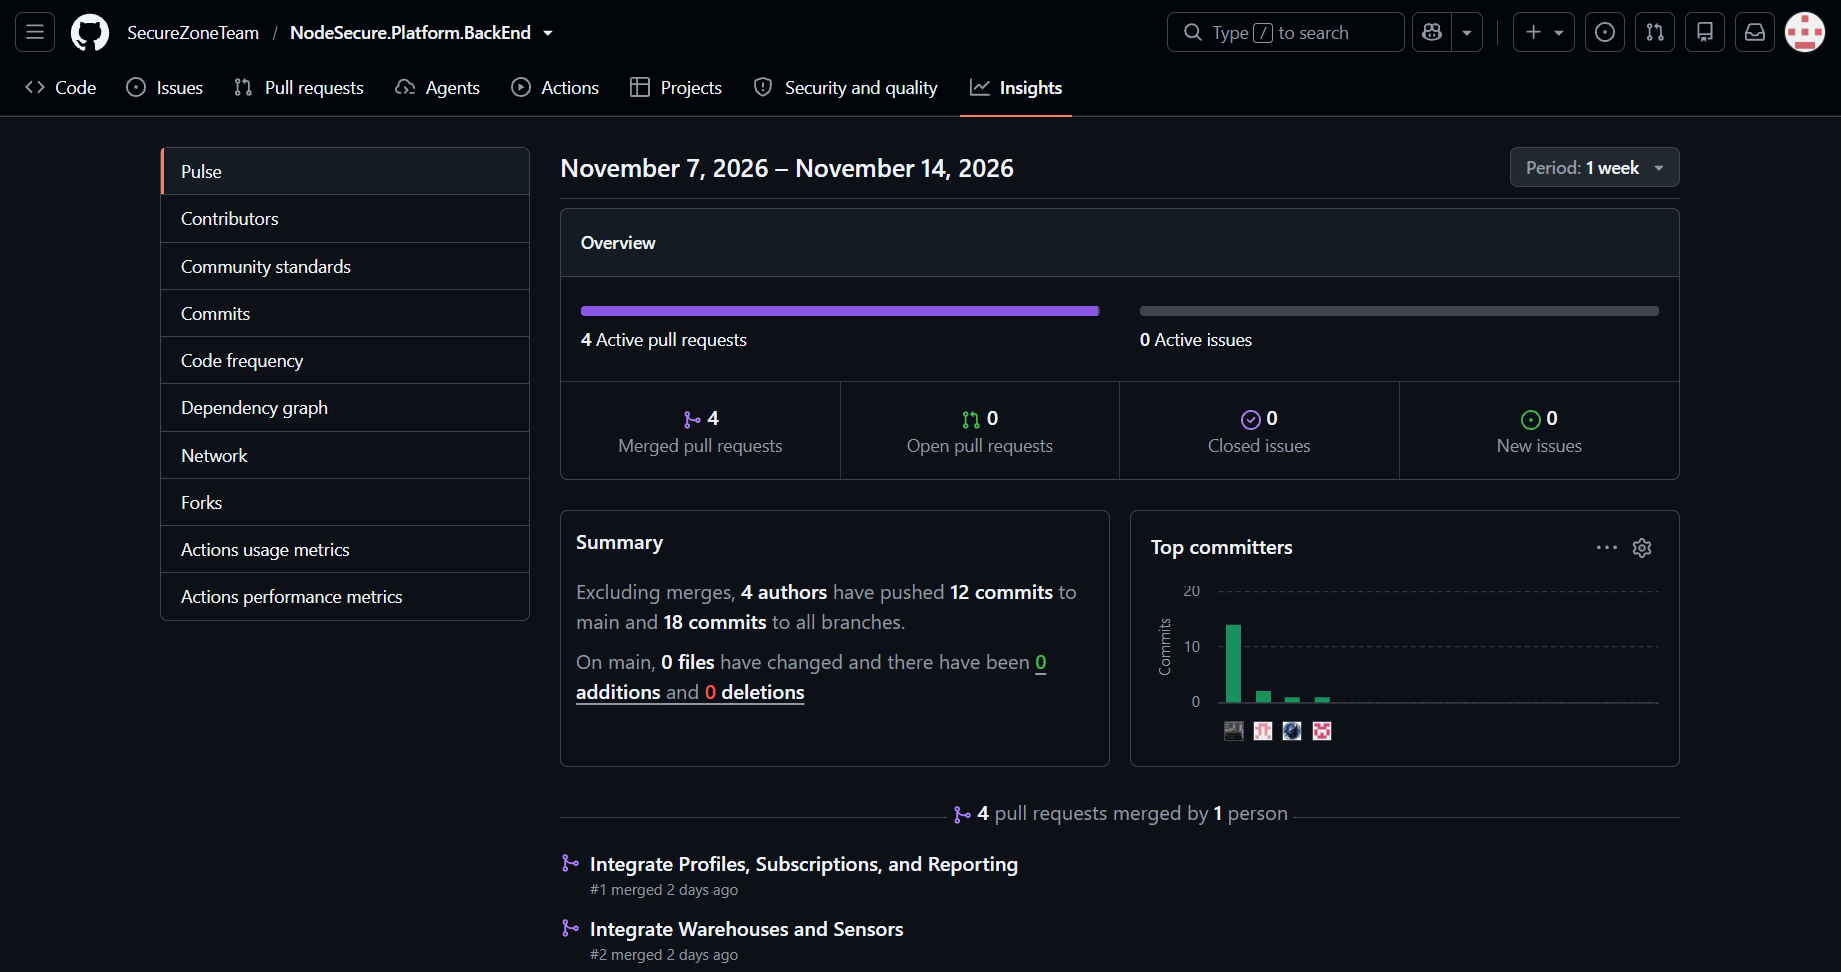 SecureZoneTeam / NodeSecure.Platform.BackEnd
Type / to search
Code
Issues
Pull requests
Agents
Actions
Projects
Security and quality
Insights
Pulse
Contributors
Community standards
Commits
Code frequency
Dependency graph
Network
Forks
Actions usage metrics
Actions performance metrics
November 7, 2026 – November 14, 2026
Period: 1 week
Overview
4 Active pull requests
0 Active issues
4
Merged pull requests
0
Open pull requests
0
Closed issues
0
New issues
Summary
Excluding merges, 4 authors have pushed 12 commits to
main and 18 commits to all branches.
On main, 0 files have changed and there have been 0
additions and 0 deletions
Top committers
Commits
20
10
0
4 pull requests merged by 1 person
Integrate Profiles, Subscriptions, and Reporting
#1 merged 2 days ago
Integrate Warehouses and Sensors
#2 merged 2 days ago